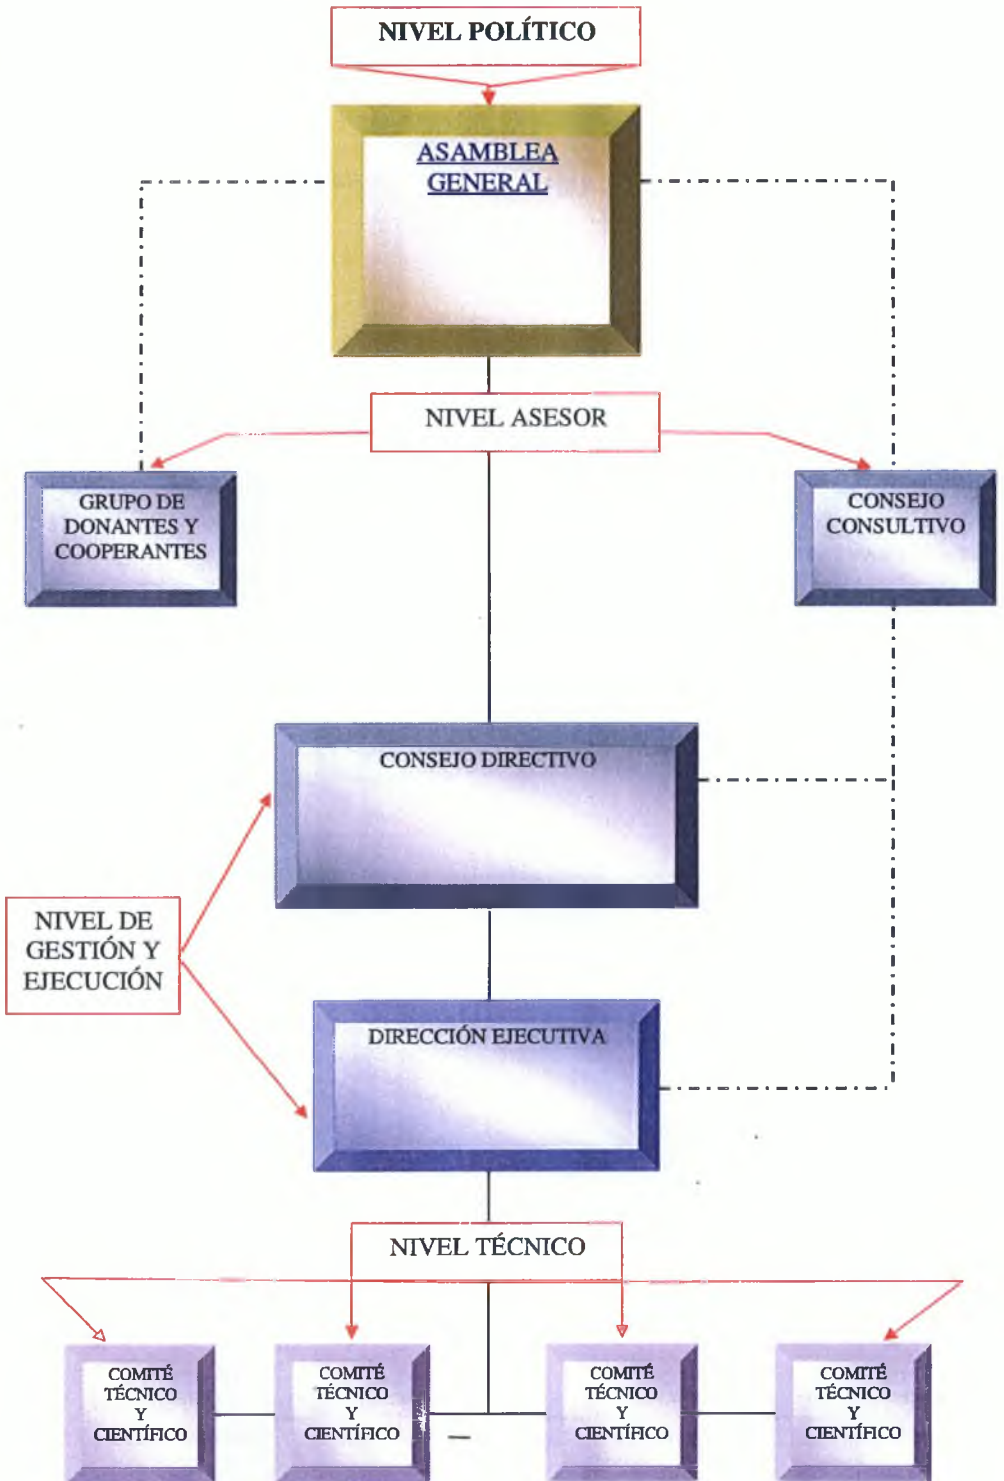 NIVEL POLÍTICO
ASAMBLEA
GENERAL
NIVEL ASESOR
GRUPO DE
DONANTES Y
COOPERANTES
CONSEJO
CONSULTIVO
CONSEJO DIRECTIVO
NIVEL DE
GESTIÓN Y
EJECUCIÓN
DIRECCIÓN EJECUTIVA
NIVEL TÉCNICO
COMITÉ
TÉCNICO
Y
CIENTÍFICO
COMITÉ
TÉCNICO
Y
CIENTÍFICO
COMITÉ
TÉCNICO
Y
CIENTÍFICO
COMITÉ
TÉCNICO
Y
CIENTÍFICO